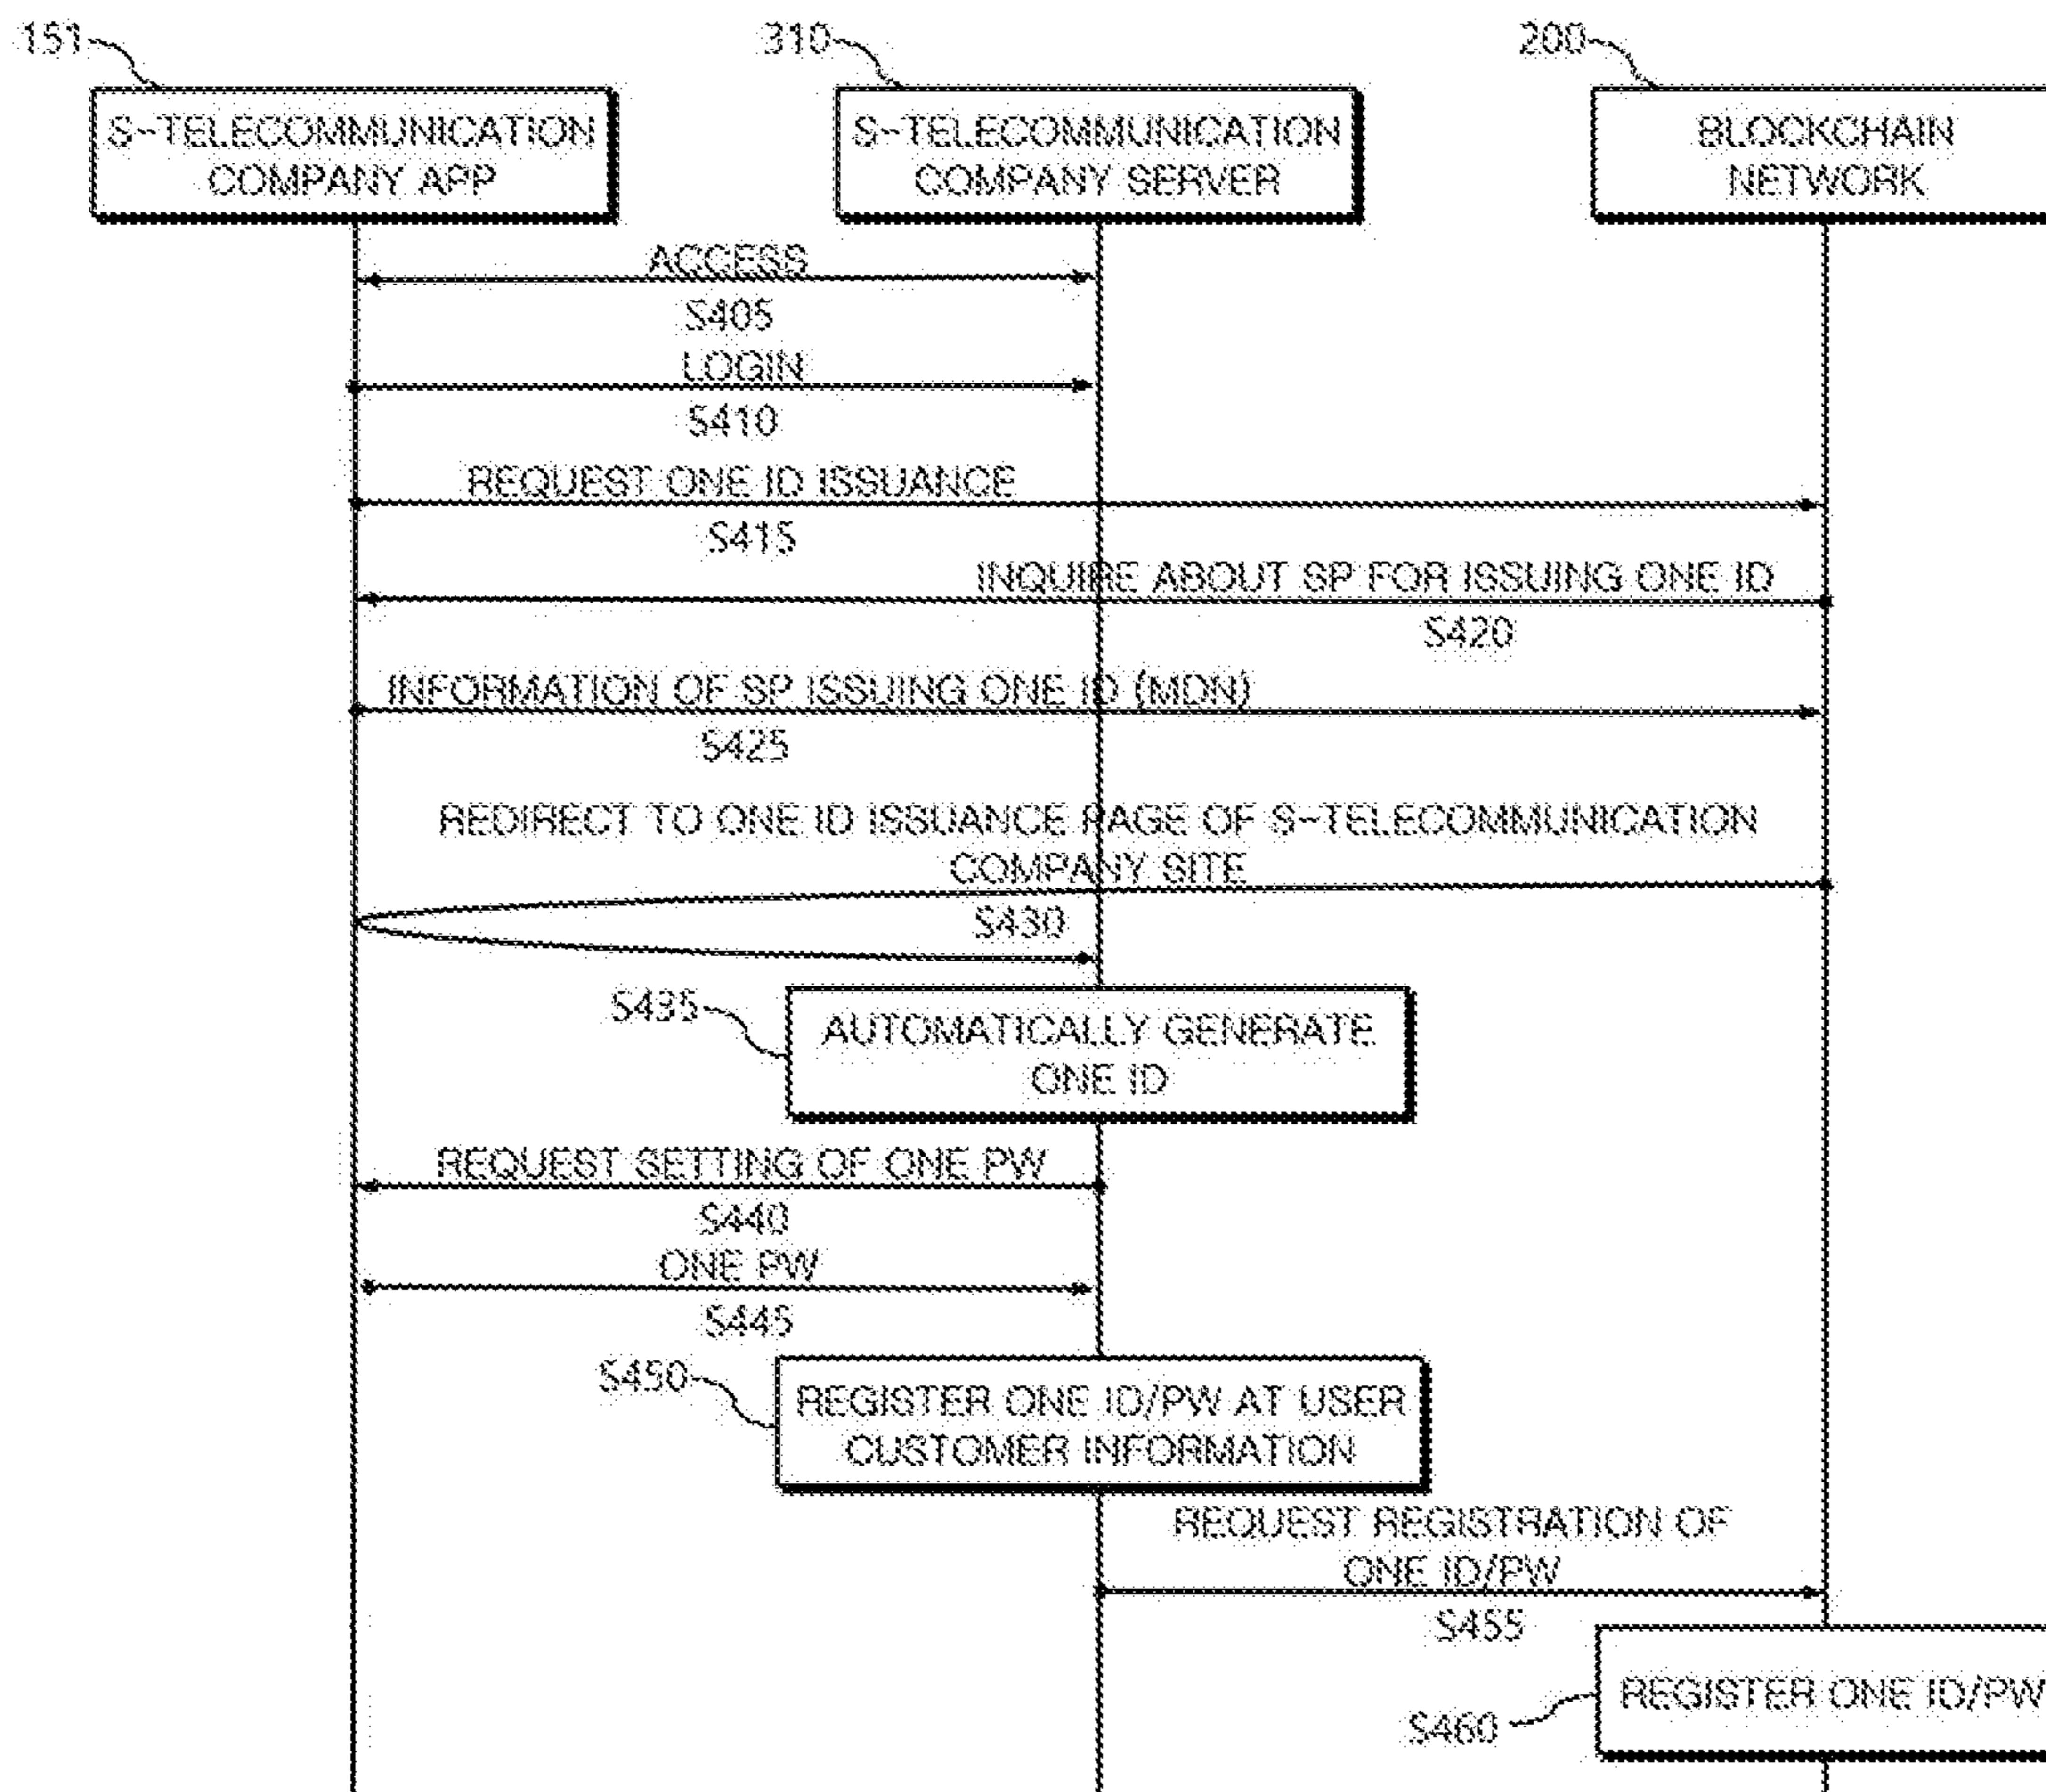 151
310
200
S-TELECOMMUNICATION
COMPANY APP
S-TELECOMMUNICATION
COMPANY SERVER
BLOCKCHAIN
NETWORK
ACCESS
S405
LOGIN
S410
REQUEST ONE ID ISSUANCE
S415
INQUIRE ABOUT SP FOR ISSUING ONE ID
S420
INFORMATION OF SP ISSUING ONE ID (MDN)
S425
REDIRECT TO ONE ID ISSUANCE PAGE OF S-TELECOMMUNICATION
COMPANY SITE
S430
S435
AUTOMATICALLY GENERATE
ONE ID
REQUEST SETTING OF ONE PW
S440
ONE PW
S445
S450
REGISTER ONE ID/PW AT USER
CUSTOMER INFORMATION
REQUEST REGISTRATION OF
ONE ID/PW
S455
REGISTER ONE ID/PW
S460